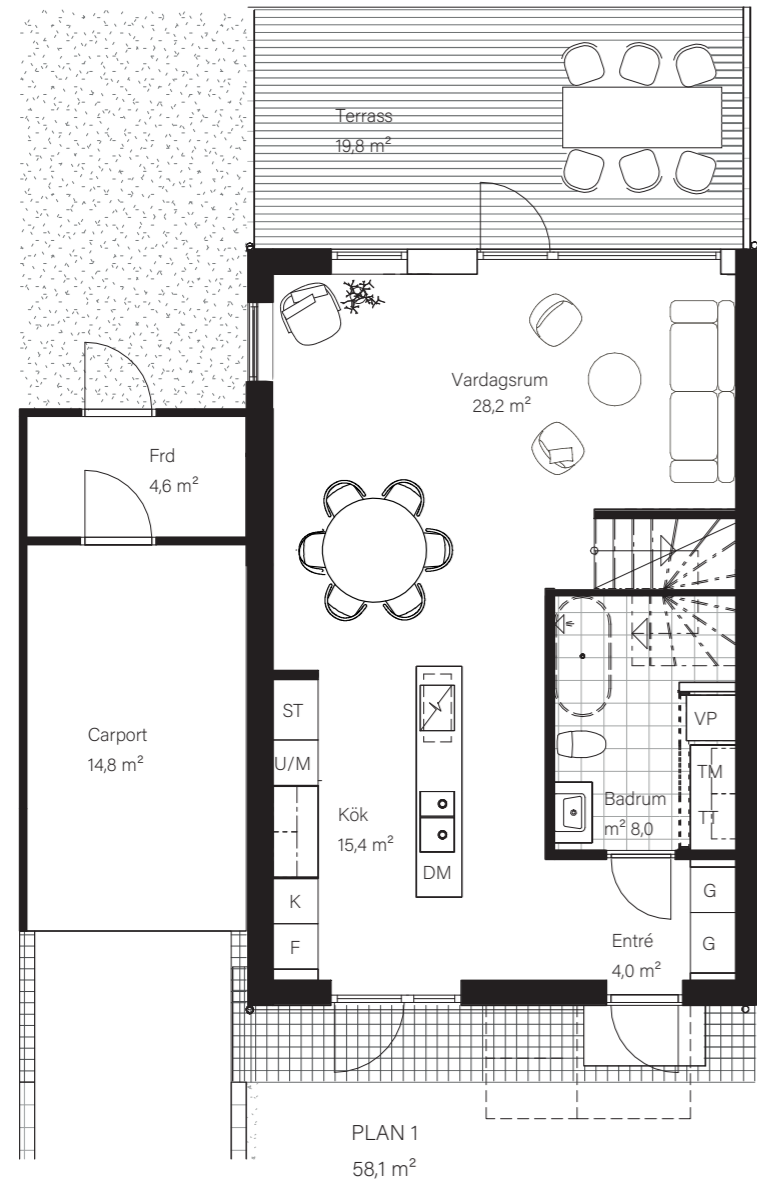 Terrass
19,8 m²
Vardagsrum
28,2 m²
Frd
4,6 m²
Carport
14,8 m²
ST
U/M
Kök
15,4 m²
K
F
DM
VP
TM
TT
Badrum
m² 8,0
G
G
Entré
4,0 m²
PLAN 1
58,1 m²